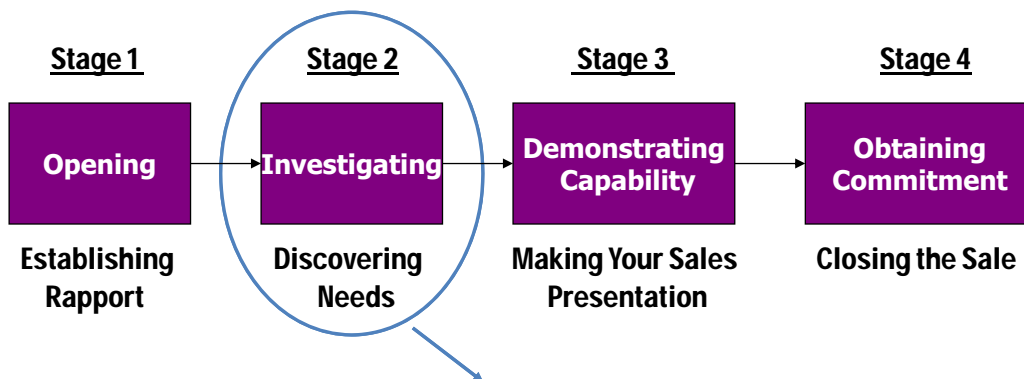 Stage 1
Stage 2
Stage 3
Stage 4
Opening
Investigating
Demonstrating
Capability
Obtaining
Commitment
Establishing
Rapport
Discovering
Needs
Making Your Sales
Presentation
Closing the Sale